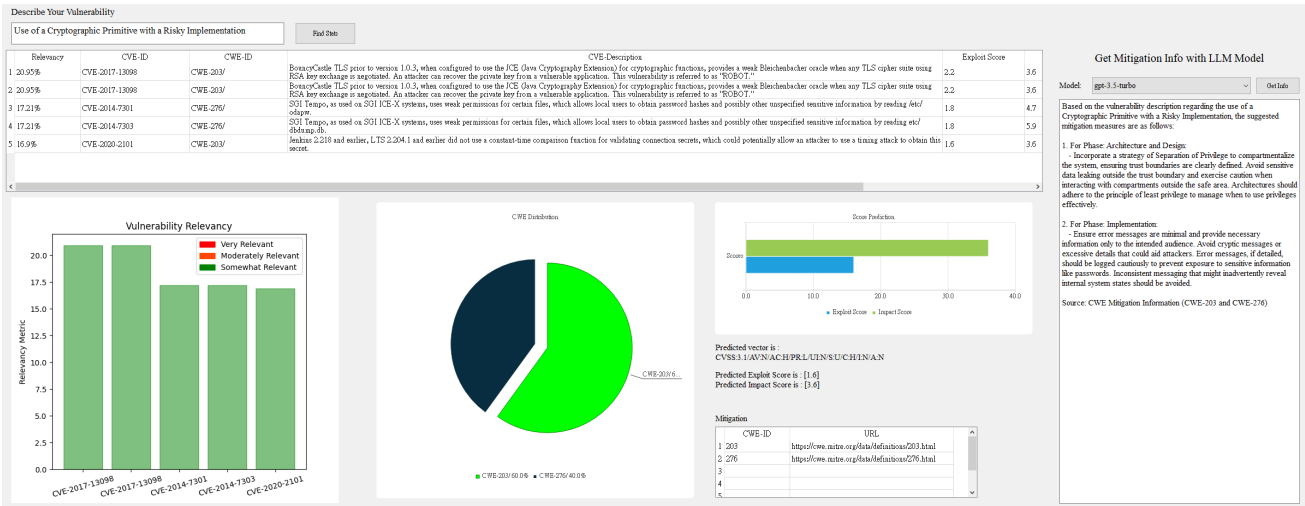 Describe Your Vulnerability
Use of a Cryptographic Primitive with a Risky Implementation
Find Stats
Relevancy CVE-ID CWE-ID CVE-Description Exploit Score
1 20.95% CVE-2017-13098 CWE-203/ BouncyCastle TLS prior to version 1.0.3, when configured to use the JCE (Java Cryptography Extension) for cryptographic functions, provides a weak Bleichenbacher oracle when any TLS cipher suite using 2.2 3.6
RSA key exchange is negotiated. An attacker can recover the private key from a vulnerable application. This vulnerability is referred to as "ROBOT."
2 20.95% CVE-2017-13098 CWE-203/ BouncyCastle TLS prior to version 1.0.3, when configured to use the JCE (Java Cryptography Extension) for cryptographic functions, provides a weak Bleichenbacher oracle when any TLS cipher suite using 2.2 3.6
RSA key exchange is negotiated. An attacker can recover the private key from a vulnerable application. This vulnerability is referred to as "ROBOT."
3 17.21% CVE-2014-7301 CWE-276/ SGI Tempo, as used on SGI ICE-X systems, uses weak permissions for certain files, which allows local users to obtain password hashes and possibly other unspecified sensitive information by reading /etc/ 1.8 4.7
odapw.
4 17.21% CVE-2014-7303 CWE-276/ SGI Tempo, as used on SGI ICE-X systems, uses weak permissions for certain files, which allows local users to obtain password hashes and possibly other unspecified sensitive information by reading etc/ 1.8 5.9
dbdump.db.
5 16.9% CVE-2020-2101 CWE-203/ Jenkins 2.218 and earlier, LTS 2.204.1 and earlier did not use a constant-time comparison function for validating connection secrets, which could potentially allow an attacker to use a timing attack to obtain this 1.6 3.6
secret.
Vulnerability Relevancy
Very Relevant
Moderately Relevant
Somewhat Relevant
Relevancy Metric
20.0
17.5
15.0
12.5
10.0
7.5
5.0
2.5
0.0
CVE-2017-13098 CVE-2017-13098 CVE-2014-7301 CVE-2014-7303 CVE-2020-2101
CWE Distribution
CWE-203/ 6...
CWE-203/ 60.0% CWE-276/ 40.0%
Score Prediction
Scores
0.0 10.0 20.0 30.0 40.0
Exploit Score Impact Score
Predicted vector is :
CVSS:3.1/AV:N/AC:H/PR:L/UI:N/S:U/C:H/I:N/A:N
Predicted Exploit Score is : [1.6]
Predicted Impact Score is : [3.6]
Mitigation
CWE-ID URL
1 203 https://cwe.mitre.org/data/definitions/203.html
2 276 https://cwe.mitre.org/data/definitions/276.html
3
4
5
Get Mitigation Info with LLM Model
Model: gpt-3.5-turbo Get Info
Based on the vulnerability description regarding the use of a
Cryptographic Primitive with a Risky Implementation, the suggested
mitigation measures are as follows:
1. For Phase: Architecture and Design:
- Incorporate a strategy of Separation of Privilege to compartmentalize
the system, ensuring trust boundaries are clearly defined. Avoid sensitive
data leaking outside the trust boundary and exercise caution when
interacting with compartments outside the safe area. Architectures should
adhere to the principle of least privilege to manage when to use privileges
effectively.
2. For Phase: Implementation:
- Ensure error messages are minimal and provide necessary
information only to the intended audience. Avoid cryptic messages or
excessive details that could aid attackers. Error messages, if detailed,
should be logged cautiously to prevent exposure to sensitive information
like passwords. Inconsistent messaging that might inadvertently reveal
internal system states should be avoided.
Source: CWE Mitigation Information (CWE-203 and CWE-276)